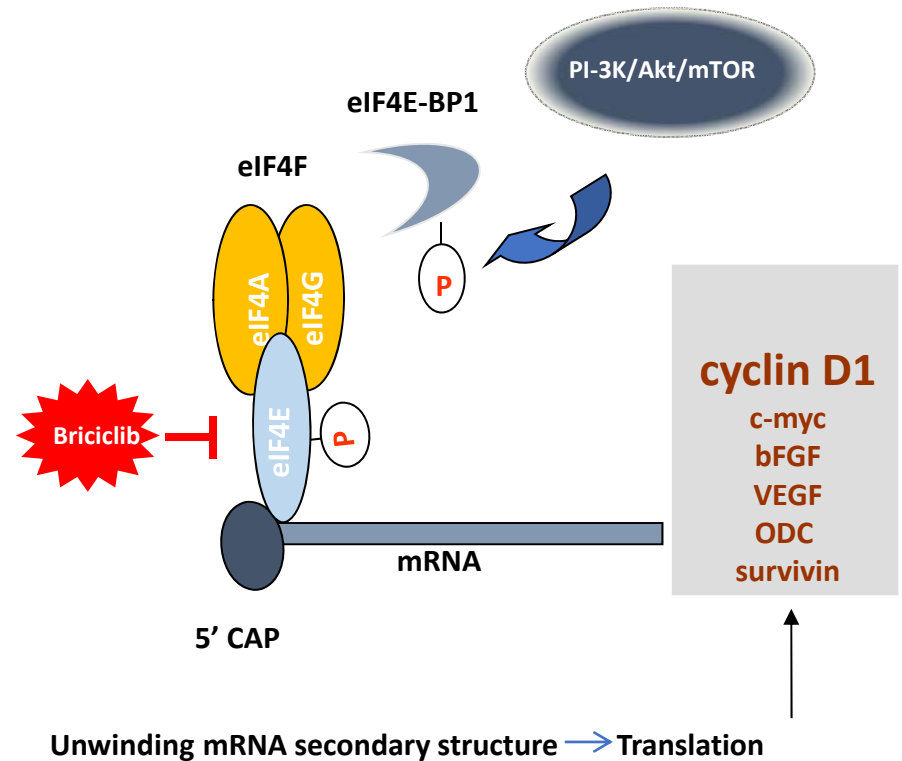 PI-3K/Akt/mTOR
eIF4E-BP1
eIF4F
eIF4A
eIF4G
P
cyclin D1
c-myc
bFGF
VEGF
ODC
survivin
Briciclib
eIF4E
P
mRNA
5’ CAP
Unwinding mRNA secondary structure → Translation